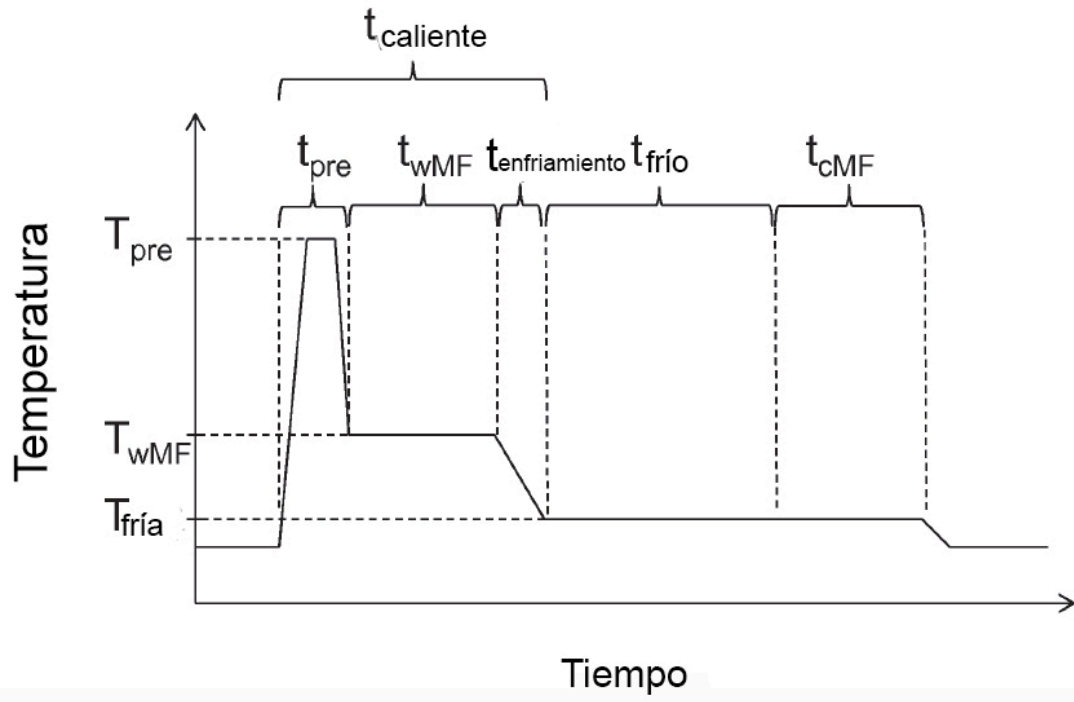 tcaliente
tpre twMF tenfriamiento tfrío tcMF
Tpre
TwMF
Tfría
Temperatura
Tiempo